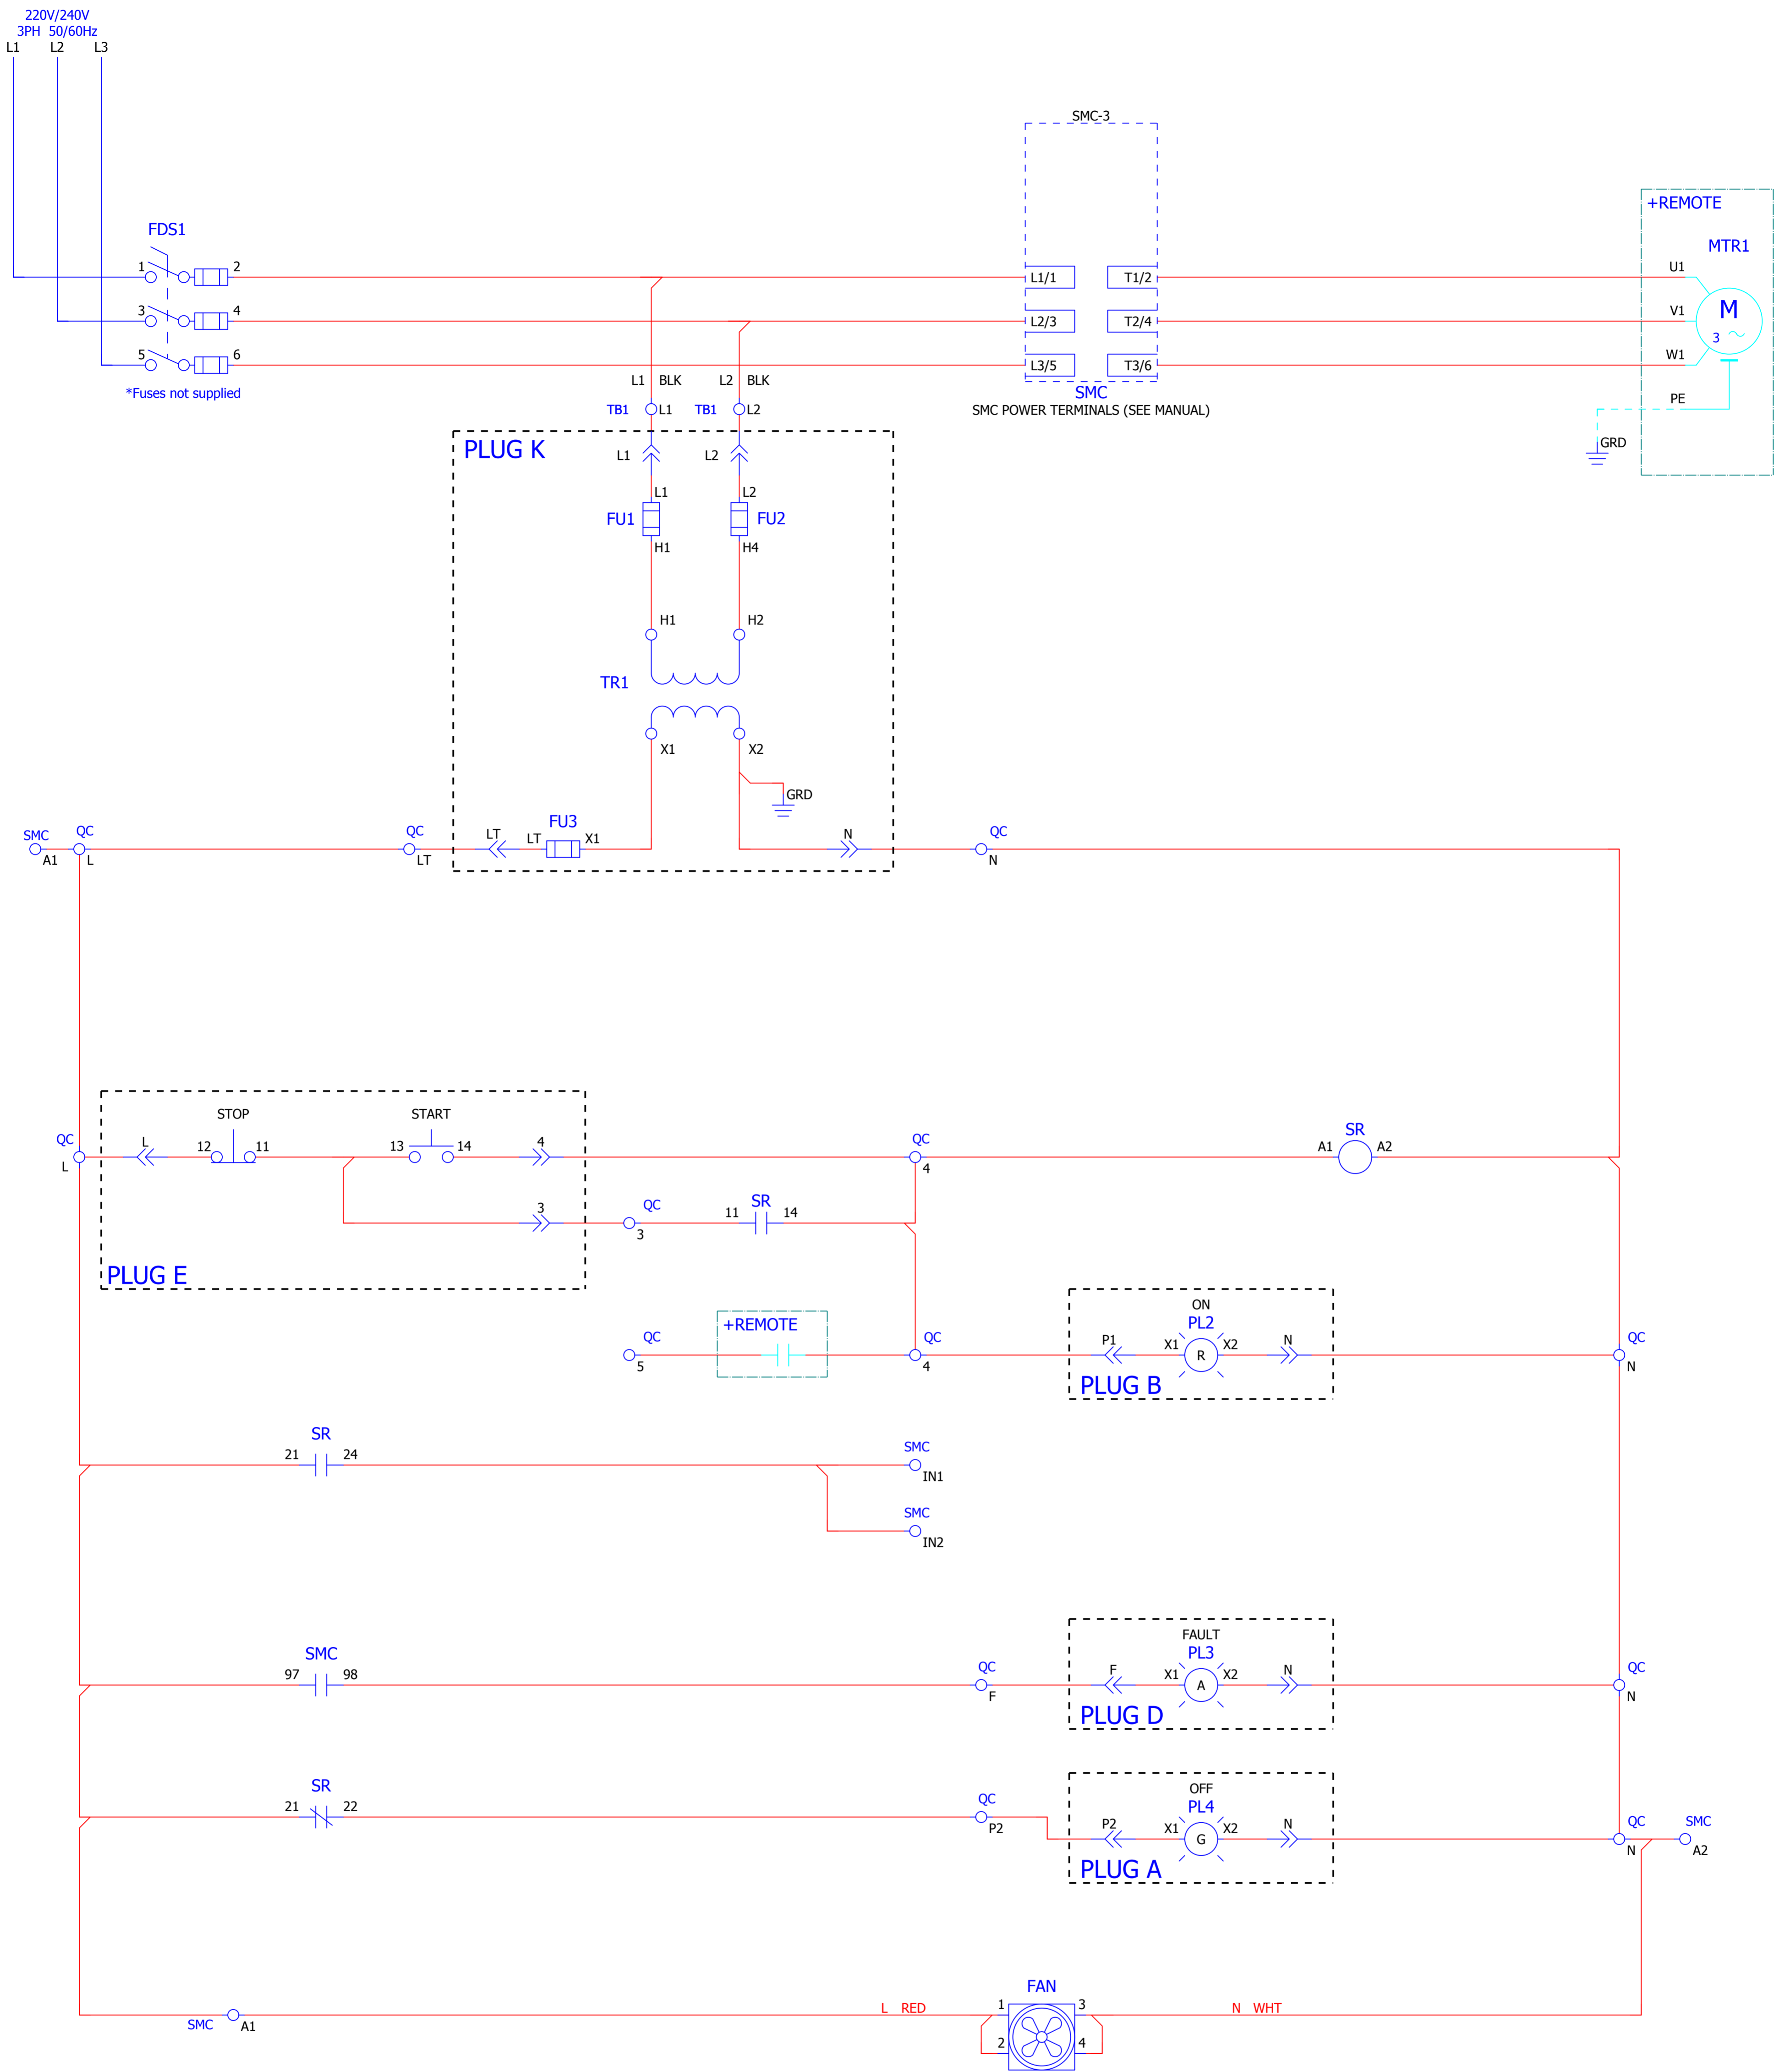 220V/240V
3PH 50/60Hz
L1 L2 L3
SMC-3
+REMOTE
FDS1
MTR1
1 2 L1/1 T1/2 U1
3 4 L2/3 T2/4 V1
M
3
5 6 L3/5 T3/6 W1
*Fuses not supplied
L1 BLK L2 BLK
SMC
PE
TB1 L1 TB1 L2
SMC POWER TERMINALS (SEE MANUAL)
GRD
PLUG K
L1 L2
L1 L2
FU1 FU2
H1 H4
H1 H2
TR1
X1 X2
GRD
FU3
SMC QC QC LT LT X1 N QC
A1 L LT N
STOP START
QC L 12 11 13 14 4 QC A1 SR A2
L 4
3 QC 11 SR 14
3
PLUG E
ON
+REMOTE
PL2
QC QC P1 X1 R X2 N QC
5 4 N
PLUG B
SR
21 24 SMC
IN1
SMC
IN2
FAULT
SMC
PL3
97 98 QC F X1 A X2 N QC
F N
PLUG D
SR
OFF
21 22 QC PL4
P2
P2 X1 G X2 N QC SMC
N A2
PLUG A
FAN
L RED 1 3 N WHT
SMC A1
2 4